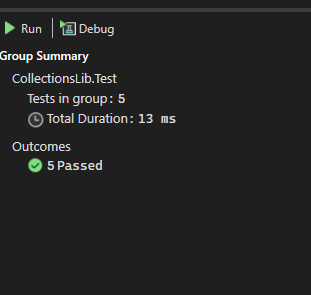 Run Debug
Group Summary
CollectionsLib.Test
Tests in group: 5
Total Duration: 13 ms
Outcomes
5 Passed